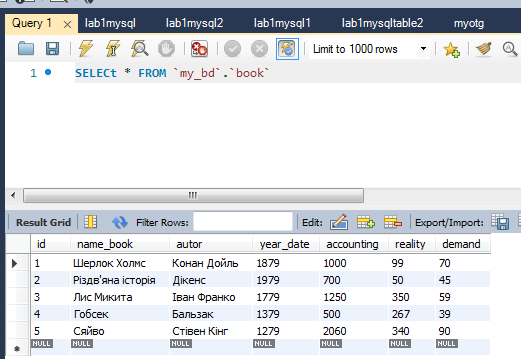 Query 1 lab1mysql lab1mysql2 lab1mysql1 lab1mysqltable2 myotg
Limit to 1000 rows
1 SELECt * FROM `my_bd`.`book`
Result Grid Filter Rows: Edit: Export/Import:
id name_book autor year_date accounting reality demand
1 Шерлок Холмс Конан Дойль 1879 1000 99 70
2 Різдв'яна історія Дікенс 1979 700 50 45
3 Лис Микита Іван Франко 1779 1250 350 59
4 Гобсек Бальзак 1379 500 267 39
5 Сяйво Стівен Кінг 1279 2060 340 90
NULL NULL NULL NULL NULL NULL NULL